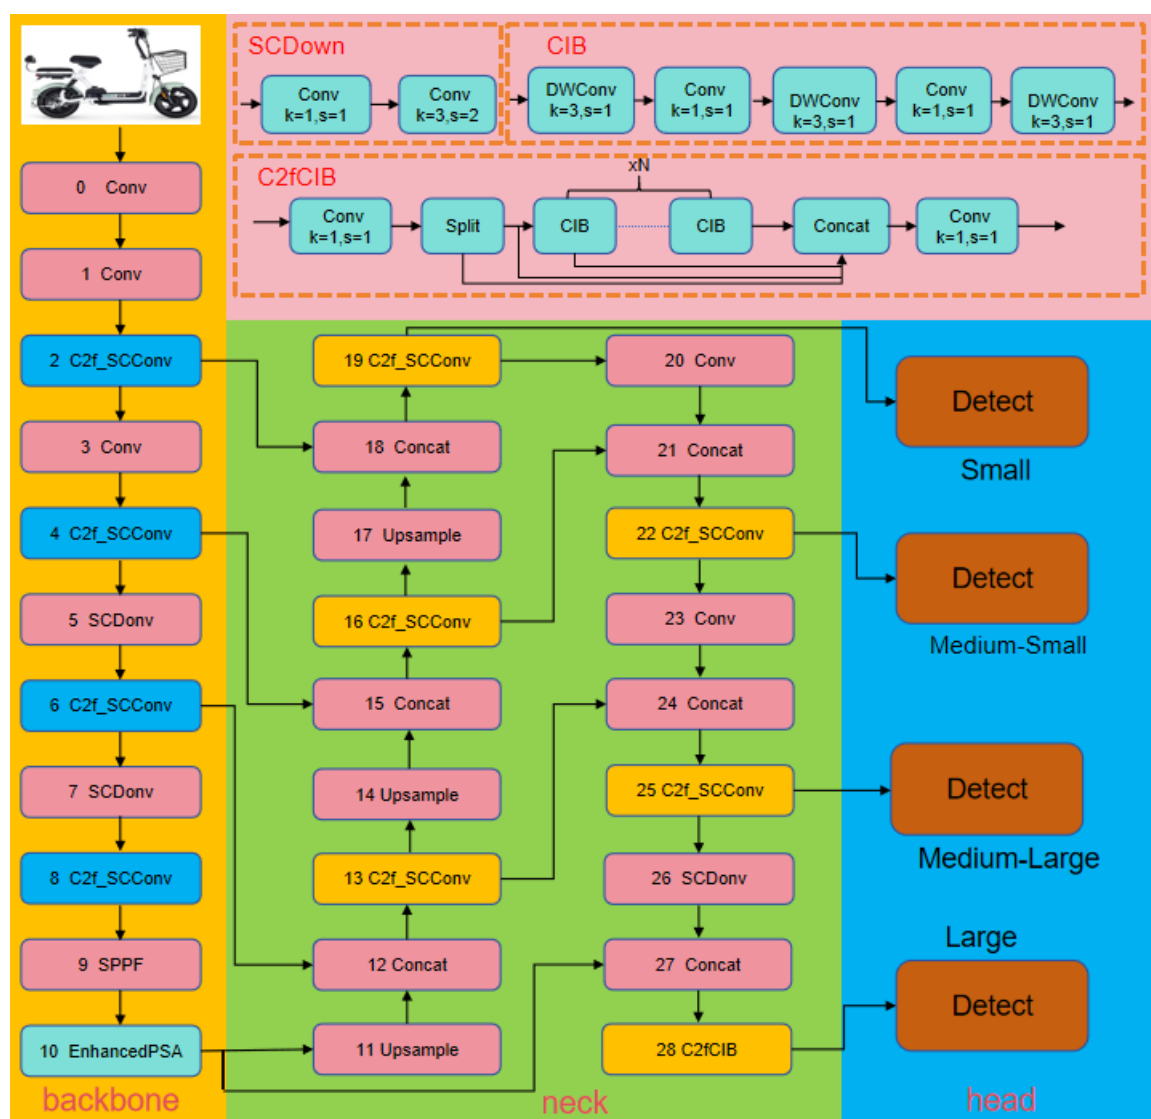 SCDown
Conv
k=1,s=1
Conv
k=3,s=2
CIB
DWConv
k=3,s=1
Conv
k=1,s=1
DWConv
k=3,s=1
Conv
k=1,s=1
DWConv
k=3,s=1
C2fCIB
xN
Conv
k=1,s=1
Split
CIB
CIB
Concat
Conv
k=1,s=1
0 Conv
1 Conv
2 C2f_SCConv
3 Conv
4 C2f_SCConv
5 SCDonv
6 C2f_SCConv
7 SCDonv
8 C2f_SCConv
9 SPPF
10 EnhancedPSA
backbone
19 C2f_SCConv
18 Concat
17 Upsample
16 C2f_SCConv
15 Concat
14 Upsample
13 C2f_SCConv
12 Concat
11 Upsample
20 Conv
21 Concat
22 C2f_SCConv
23 Conv
24 Concat
25 C2f_SCConv
26 SCDonv
27 Concat
28 C2fCIB
neck
Detect
Small
Detect
Medium-Small
Detect
Medium-Large
Large
Detect
head